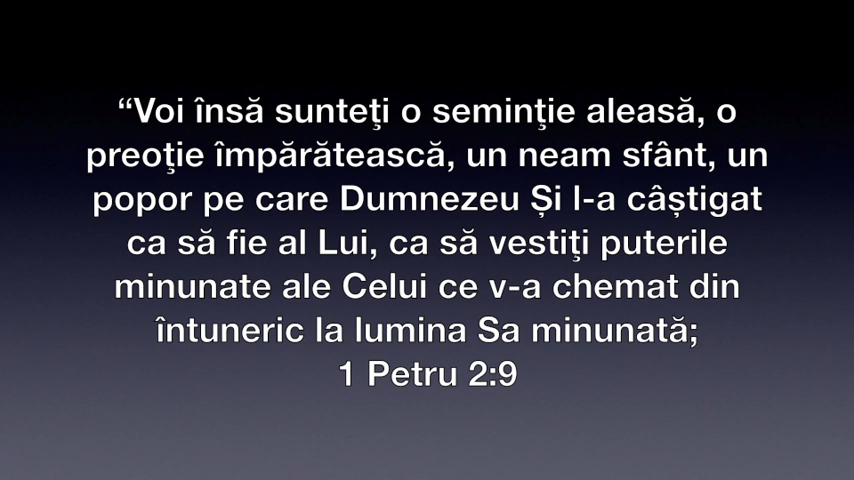 “Voi însă sunteţi o seminţie aleasă, o
preoţie împărătească, un neam sfânt, un
popor pe care Dumnezeu Și l-a câștigat
ca să fie al Lui, ca să vestiţi puterile
minunate ale Celui ce v-a chemat din
întuneric la lumina Sa minunată;
1 Petru 2:9